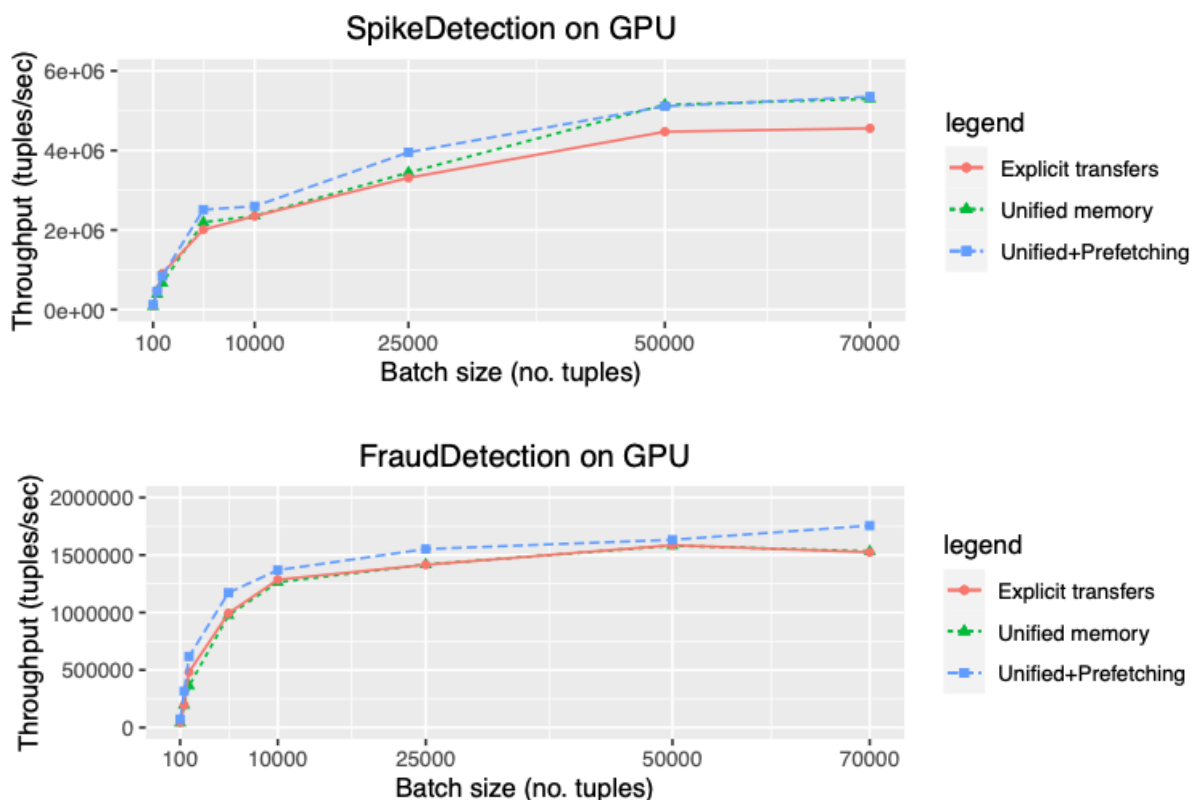 SpikeDetection on GPU
Throughput (tuples/sec)
6e+06
4e+06
2e+06
0e+00
100 10000 25000 50000 70000
Batch size (no. tuples)
legend
Explicit transfers
Unified memory
Unified+Prefetching
FraudDetection on GPU
Throughput (tuples/sec)
2000000
1500000
1000000
500000
0
100 10000 25000 50000 70000
Batch size (no. tuples)
legend
Explicit transfers
Unified memory
Unified+Prefetching